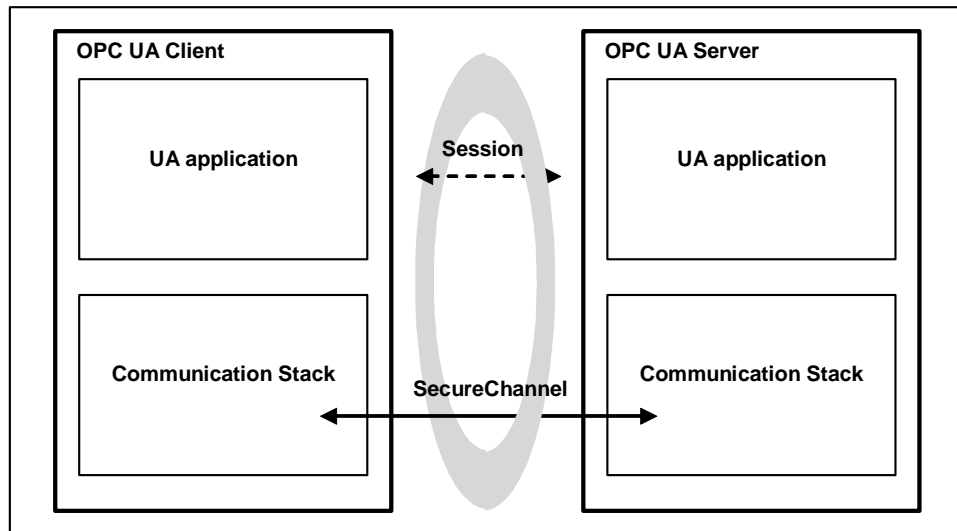 OPC UA Client
OPC UA Server
UA application
Session
UA application
Communication Stack
SecureChannel
Communication Stack